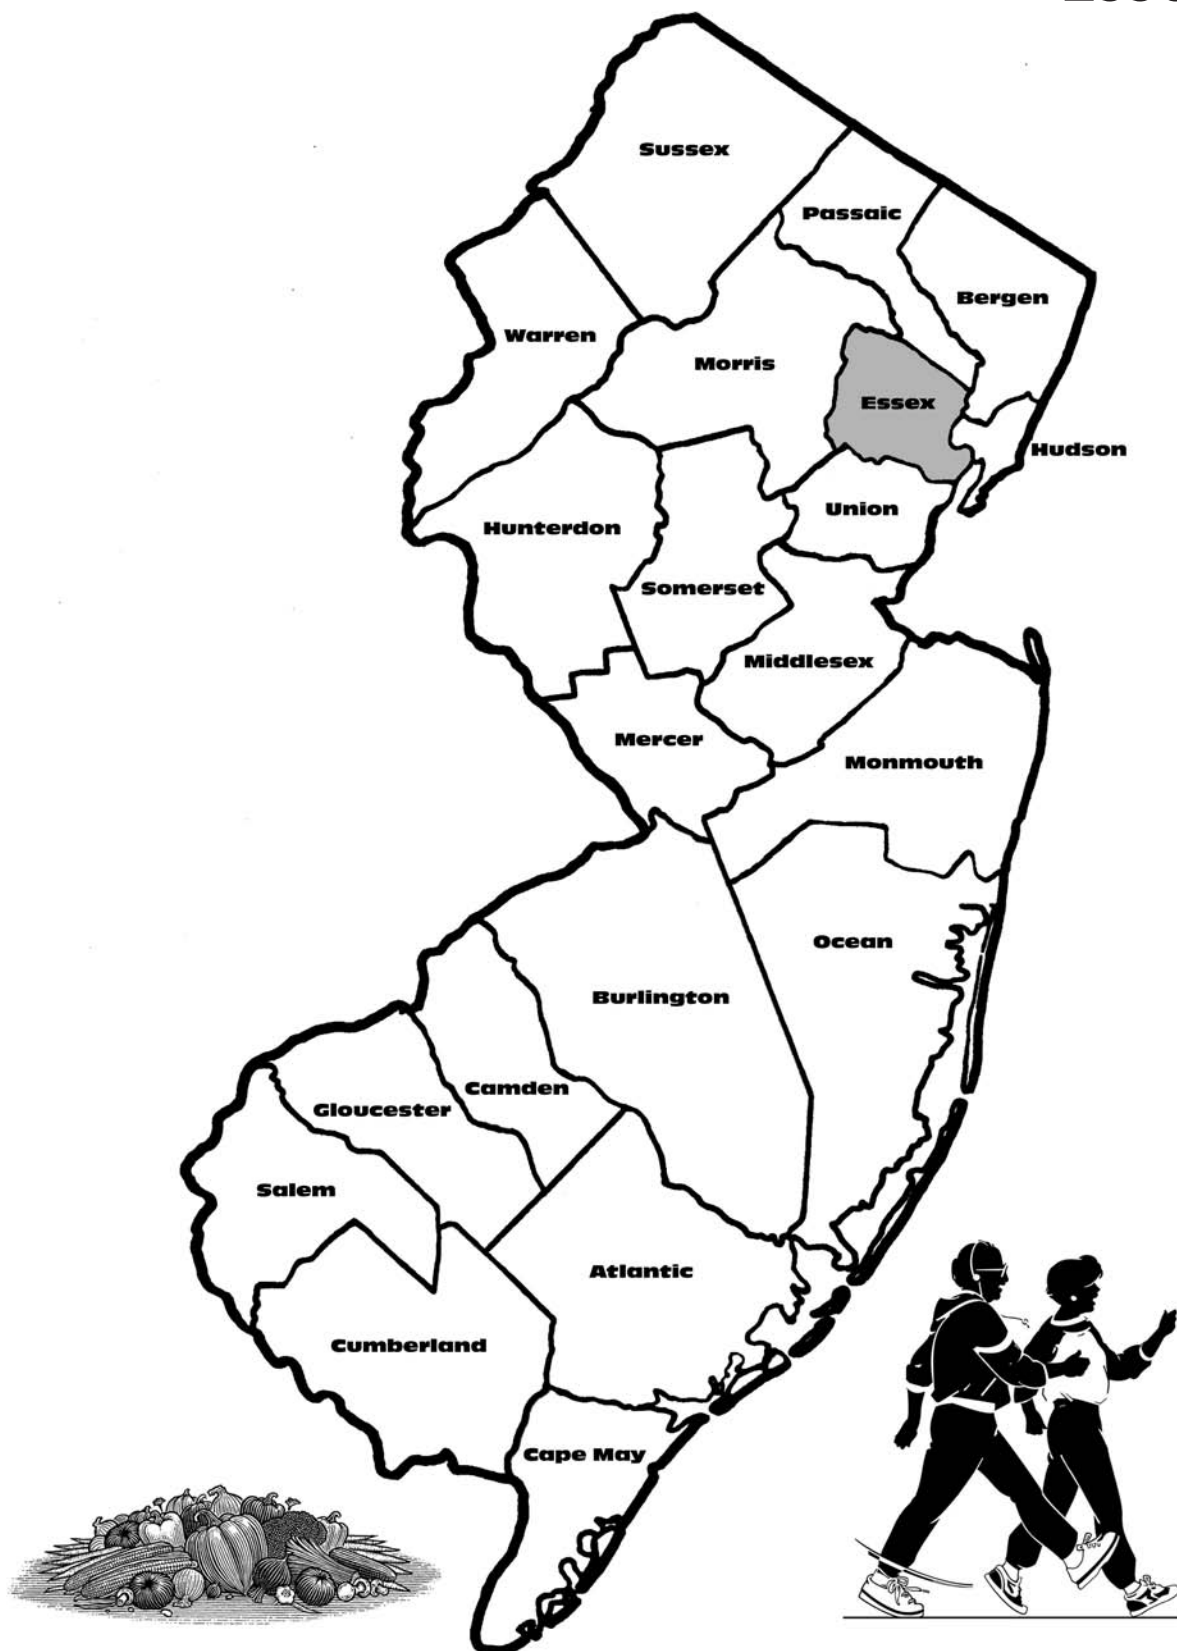 Sussex
Passaic
Bergen
Warren
Morris
Essex
Hudson
Union
Hunterdon
Somerset
Middlesex
Mercer
Monmouth
Ocean
Burlington
Camden
Gloucester
Salem
Atlantic
Cumberland
Cape May